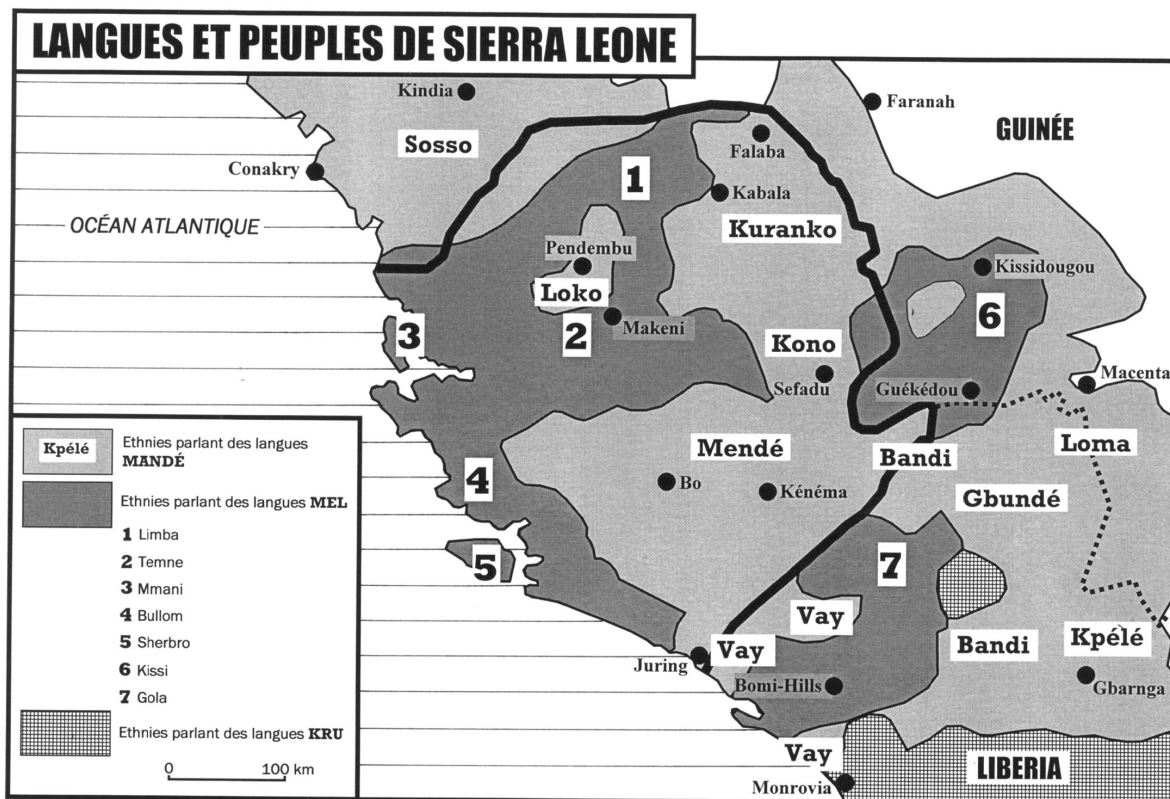 LANGUES ET PEUPLES DE SIERRA LEONE
Kindia
Faranah
GUINÉE
Sosso
Falaba
Conakry
1
Kabala
OCÉAN ATLANTIQUE
Kuranko
Pendembu
Kissidougou
Loko
6
3
2
Makeni
Kono
Sefadu
Guékédou
Macenta
Mendé
Bandi
Loma
4
Bo
Kénéma
Gbundé
5
7
Vay
Vay
Bandi
Kpélé
Juring
Bomi-Hills
Gbarnga
Vay
LIBERIA
Monrovia
Kpélé
Ethnies parlant des langues
MANDÉ
Ethnies parlant des langues MEL
1 Limba
2 Temne
3 Mmani
4 Bullom
5 Sherbro
6 Kissi
7 Gola
Ethnies parlant des langues KRU
0 100 km